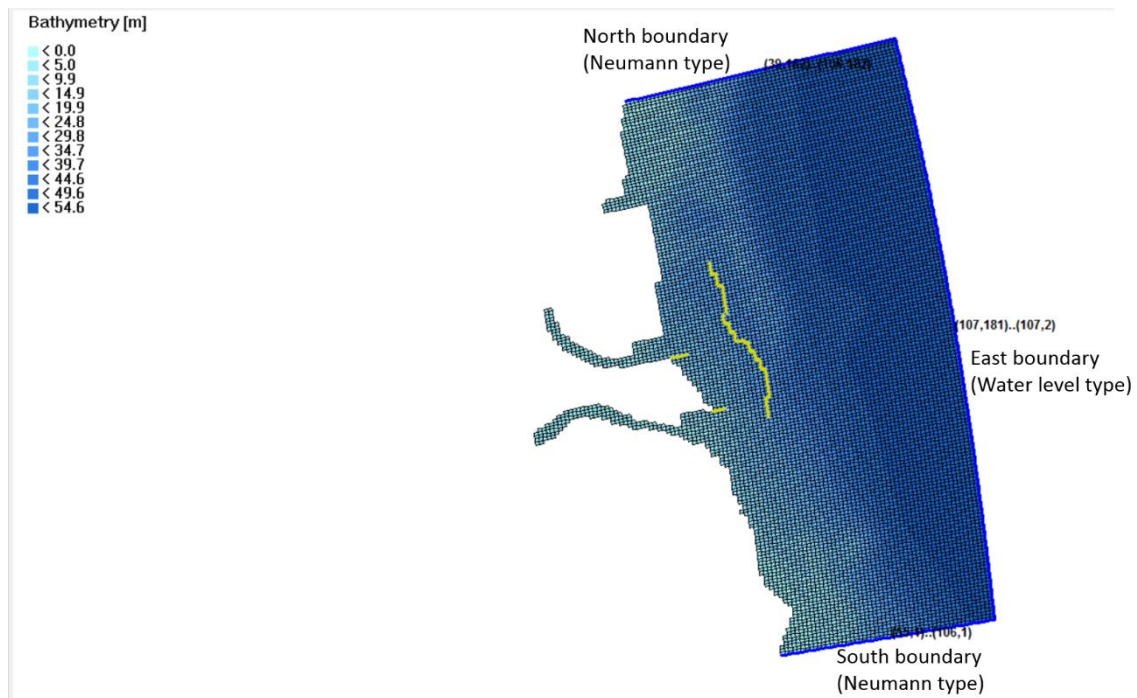 Bathymetry [m]
< 0.0
< 5.0
< 9.9
< 14.9
< 19.9
< 24.8
< 29.8
< 34.7
< 39.7
< 44.6
< 49.6
< 54.6
North boundary
(Neumann type)
(107,181)..(107,2)
East boundary
(Water level type)
South boundary
(Neumann type)